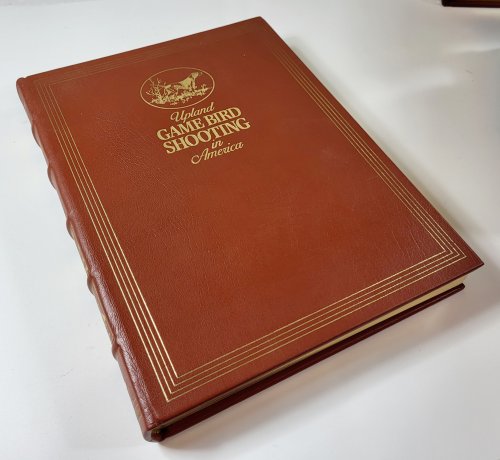 Upland
GAME BIRD
SHOOTING
in
America